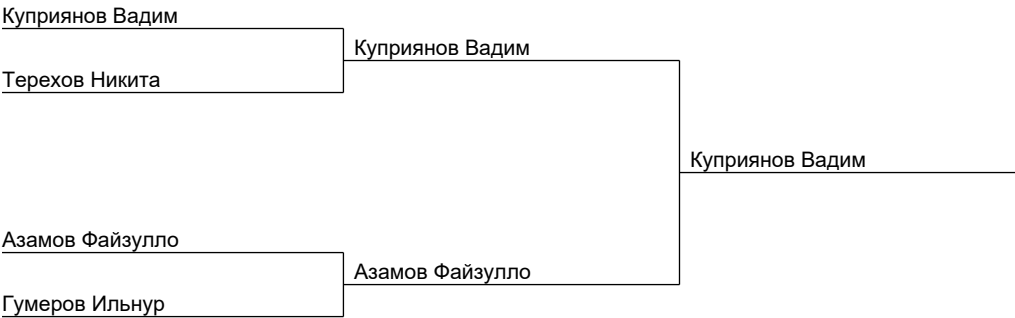 Куприянов Вадим
Куприянов Вадим
Терехов Никита
Куприянов Вадим
Азамов Файзулло
Азамов Файзулло
Гумеров Ильнур